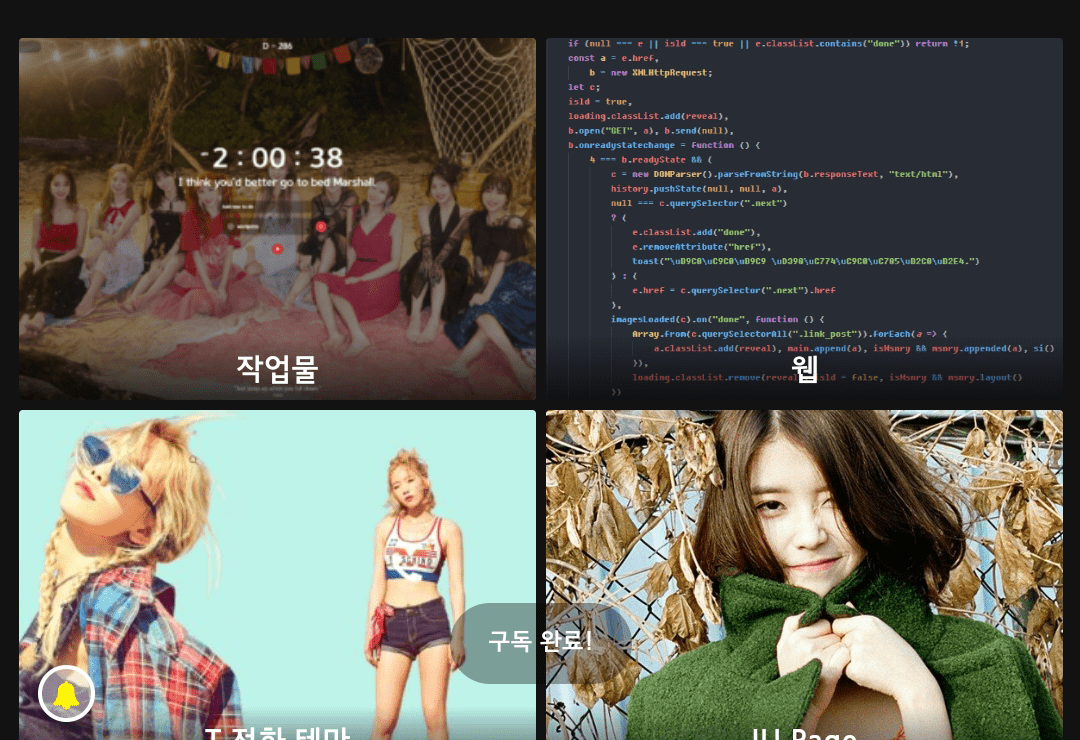 D - 286
-2 : 00 : 38
I think you'd better go to bed Marshall.
작업물
if (null === e || isld === true || e.classList.contains("done")) return !1;
const a = e.href,
b = new XMLHttpRequest;
let c;
isld = true,
loading.classList.add(reveal),
b.open("GET", a), b.send(null),
b.onreadystatechange = function () {
4 === b.readyState && (
c = new DOMParser().parseFromString(b.responseText, "text/html"),
history.pushState(null, null, a),
null === c.querySelector(".next")
? (
e.classList.add("done"),
e.removeAttribute("href"),
toast("\uB9C8\uC9C0\uB9C9 \uD398\uC774\uC9C0\uC785\uB2C8\uB2E4.")
) : (
e.href = c.querySelector(".next").href
),
imagesLoaded(c).on("done", function () {
Array.from(c.querySelectorAll(".link_post")).forEach(a => {
a.classList.add(reveal), main.append(a), isMsnry && msnry.appended(a), si()
}),
loading.classList.remove(reveal), isld = false, isMsnry && msnry.layout()
})
웹
구독 완료!
T 전환 테마
IU Page